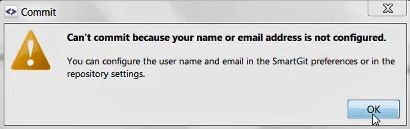 Commit
Can't commit because your name or email address is not configured.
You can configure the user name and email in the SmartGit preferences or in the
repository settings.
OK